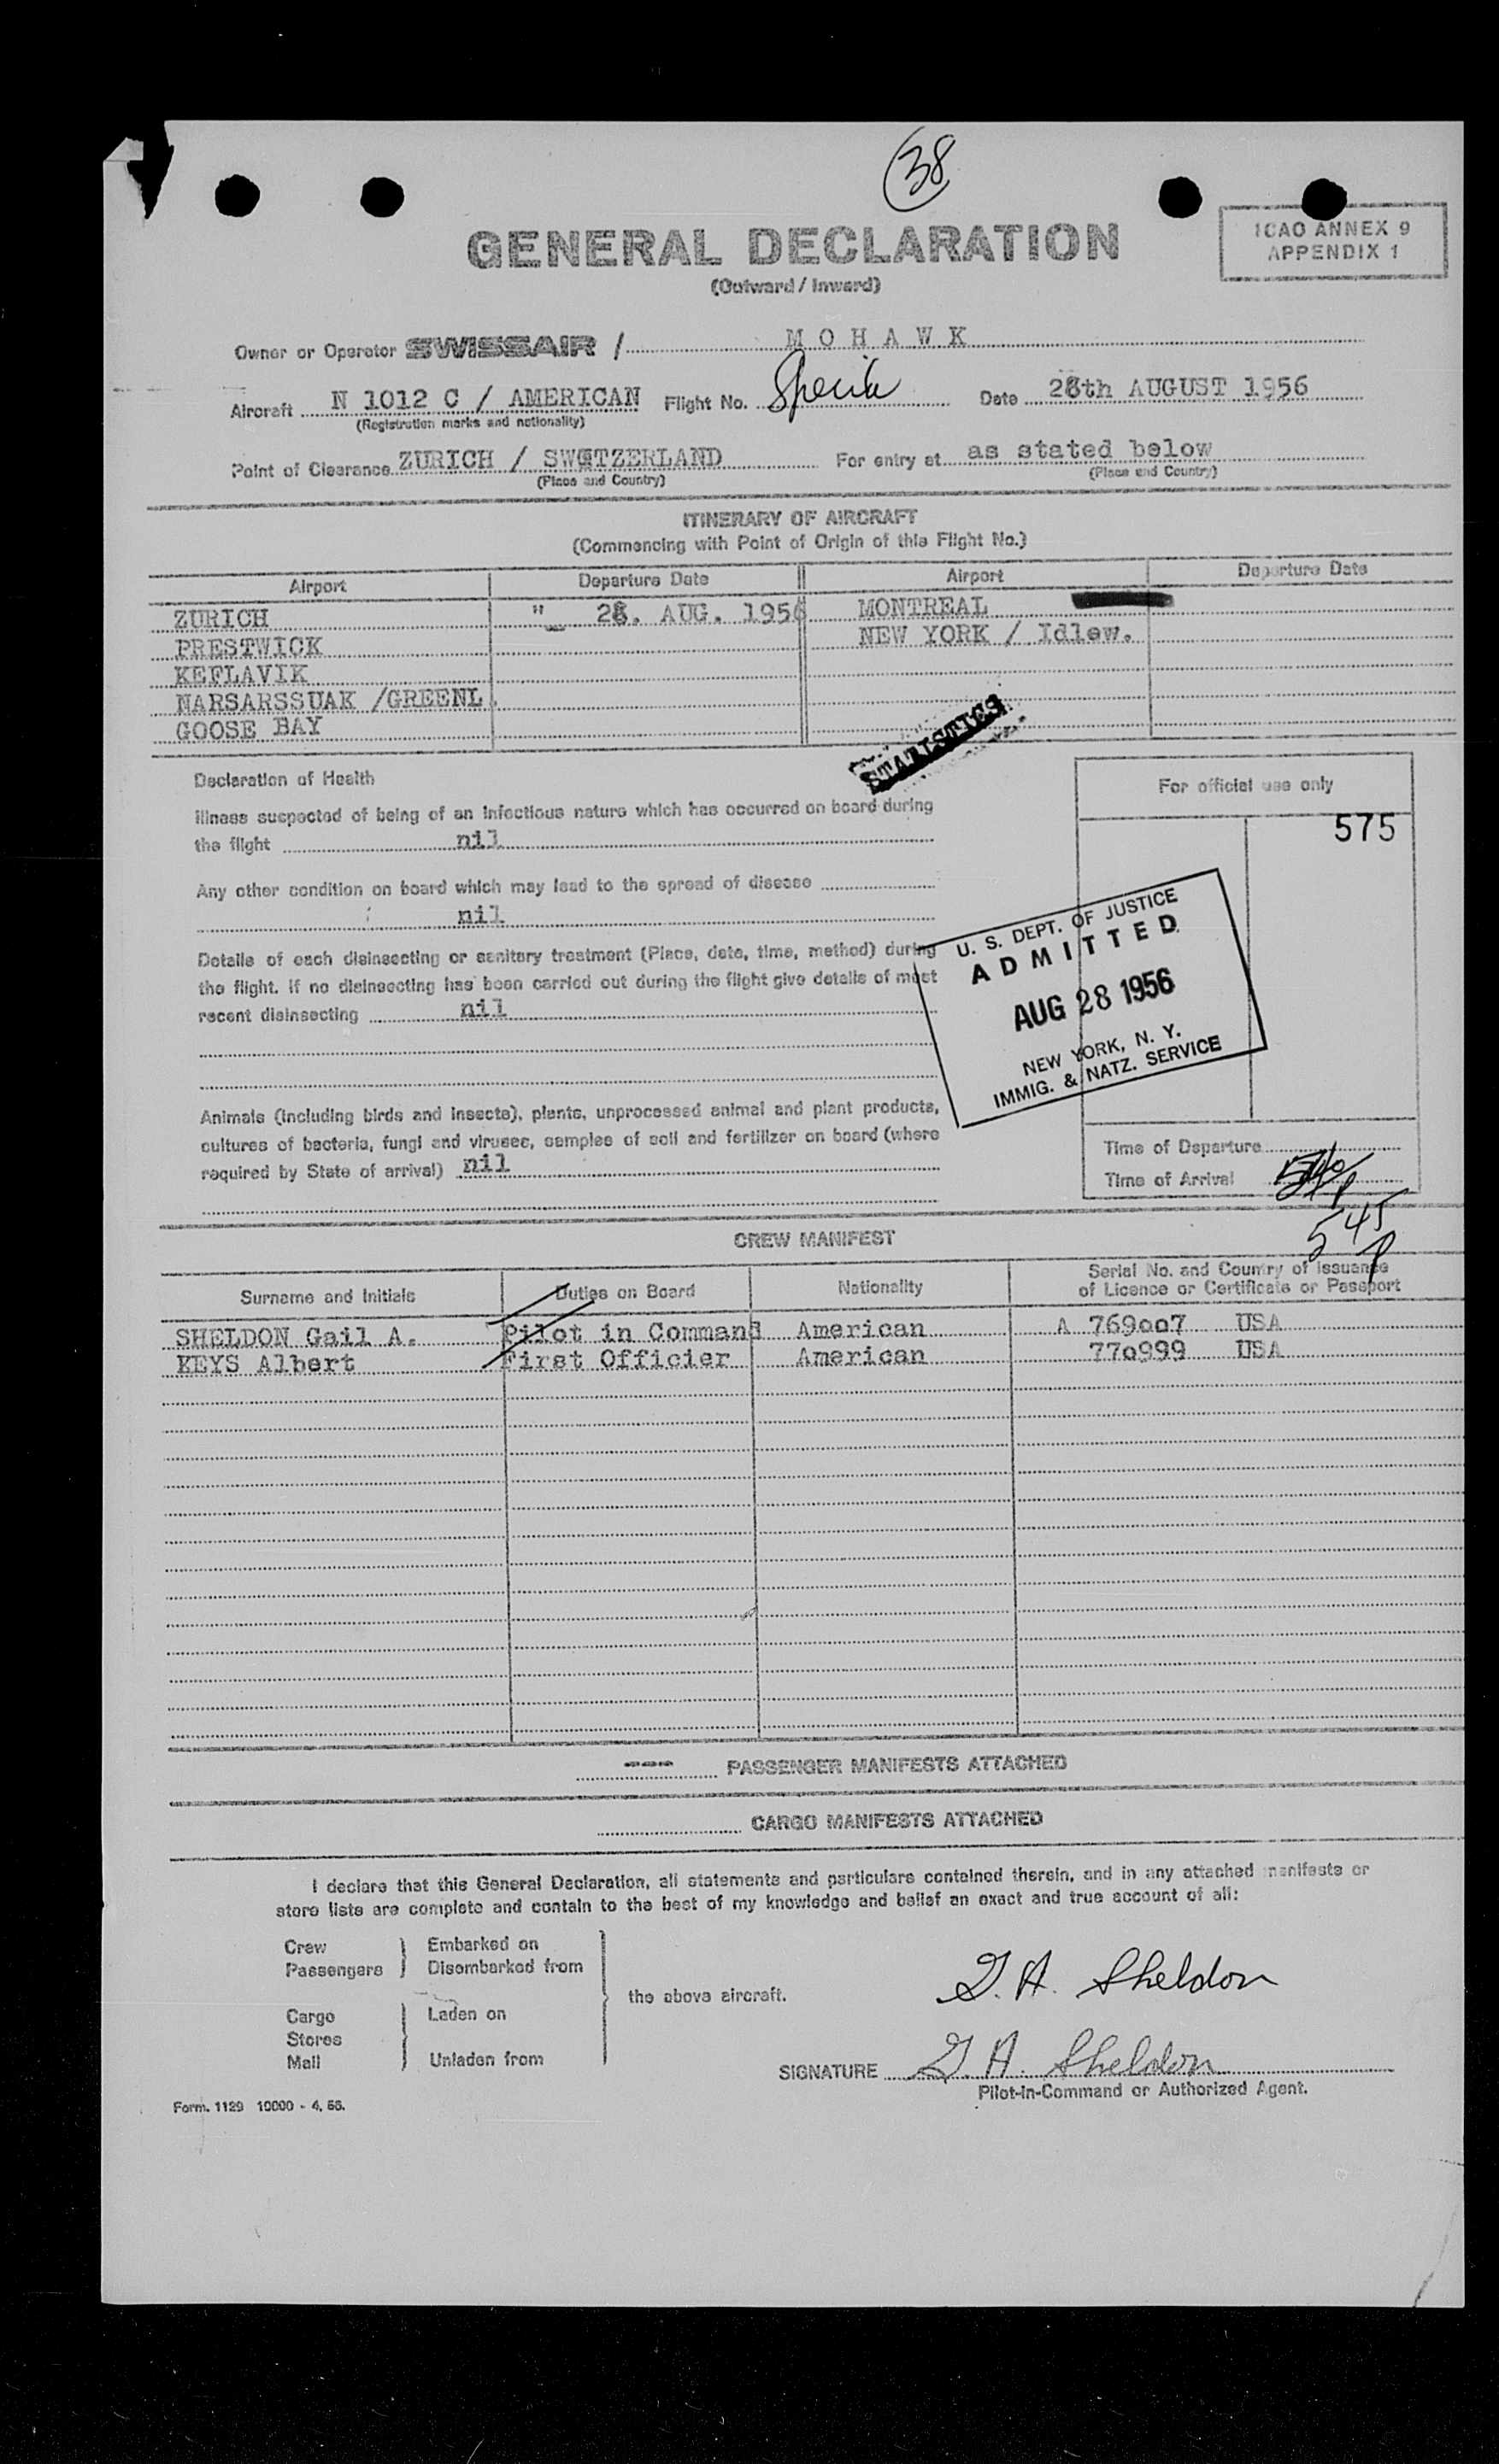 38
ICAO ANNEX 9
APPENDIX 1
GENERAL DECLARATION
(Outward / Inward)
Owner or Operator SWISSAIR / MOHAWK
Aircraft N 1012 C / AMERICAN Flight No. Date 28th AUGUST 1956
(Registration marks and nationality)
Point of Clearance ZURICH / SWITZERLAND For entry at as stated below
(Place and Country) (Place and Country)
ITINERARY OF AIRCRAFT
(Commencing with Point of Origin of this Flight No.)
Airport Departure Date Airport Departure Date
ZURICH " 28. AUG. 1956 MONTREAL
PRESTWICK NEW YORK / Idlew.
KEFLAVIK
NARSARSSUAK /GREENL.
GOOSE BAY
STATISTICS
Declaration of Health
For official use only
Illness suspected of being of an infectious nature which has occurred on board during
the flight nil
575
Any other condition on board which may lead to the spread of disease
nil
Details of each disinsecting or sanitary treatment (Place, date, time, method) during
the flight. If no disinsecting has been carried out during the flight give details of most
recent disinsecting nil
U. S. DEPT. OF JUSTICE
ADMITTED
AUG 28 1956
NEW YORK, N. Y.
IMMIG. & NATZ. SERVICE
Animals (including birds and insects), plants, unprocessed animal and plant products,
cultures of bacteria, fungi and viruses, samples of soil and fertilizer on board (where
required by State of arrival) nil
Time of Departure
Time of Arrival
545 p
CREW MANIFEST
Surname and Initials Duties on Board Nationality Serial No. and Country of Issuance
of Licence or Certificate or Passport
SHELDON Gail A. Pilot in Command American A 769007 USA
KEYS Albert First Officier American 770999 USA
---- PASSENGER MANIFESTS ATTACHED
CARGO MANIFESTS ATTACHED
I declare that this General Declaration, all statements and particulars contained therein, and in any attached manifests or
store lists are complete and contain to the best of my knowledge and belief an exact and true account of all:
Crew Embarked on
Passengers Disembarked from
the above aircraft.
Cargo Laden on
Stores
Mail Unladen from
G. A. Sheldon
SIGNATURE G. A. Sheldon
Pilot-in-Command or Authorized Agent.
Form. 1129 10000 - 4, 56.